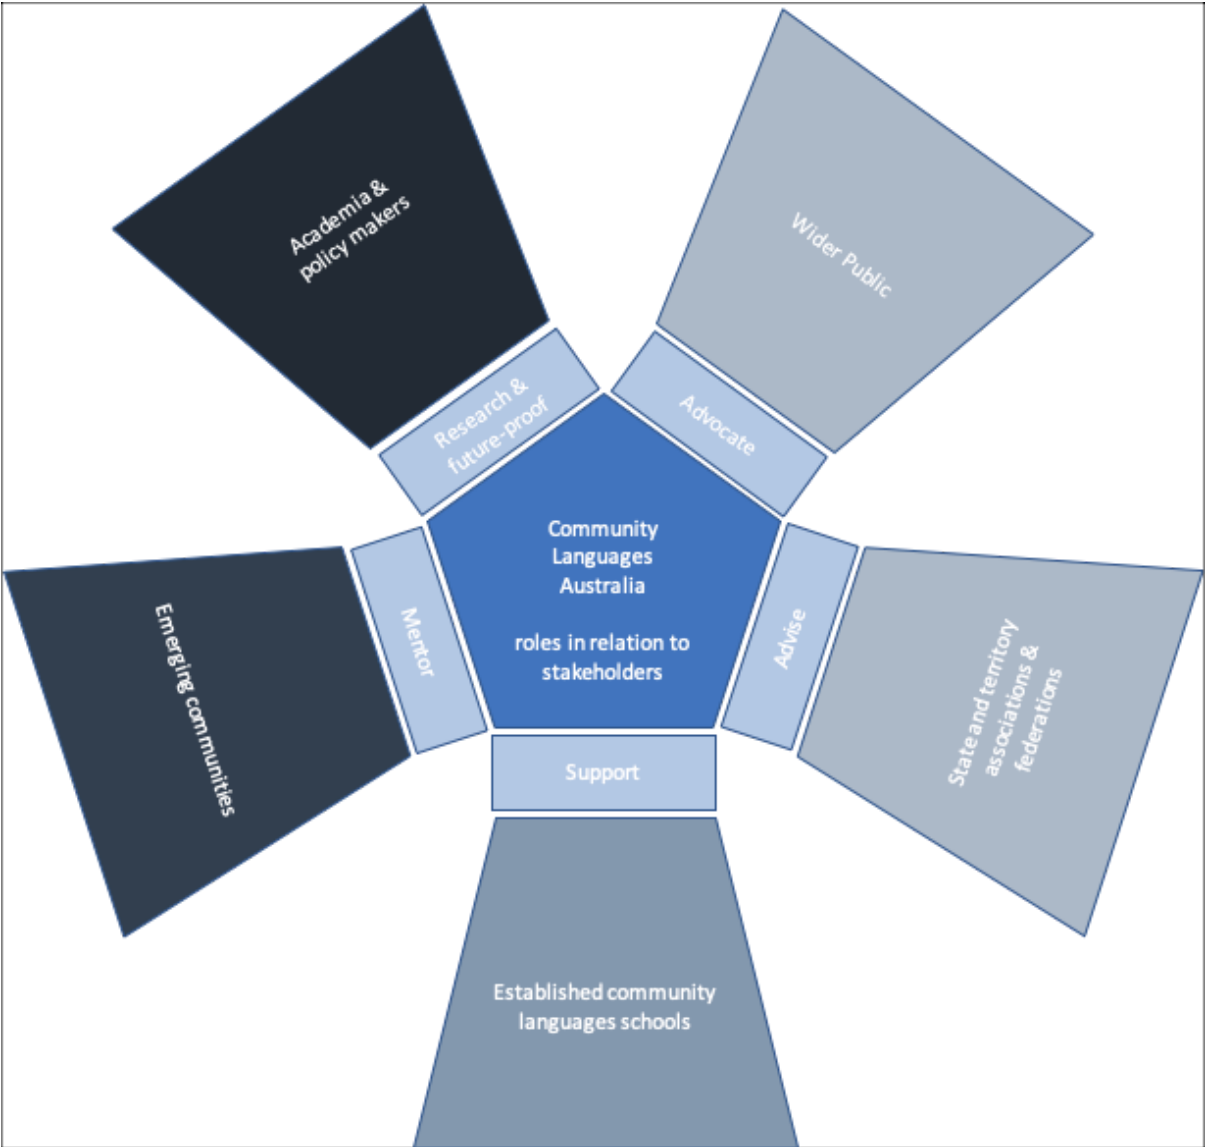 Academia &
policy makers
Wider Public
Research &
future-proof
Advocate
Community
Languages
Australia
roles in relation to
stakeholders
Emerging communities
Mentor
Advise
State and territory
associations &
federations
Support
Established community
languages schools